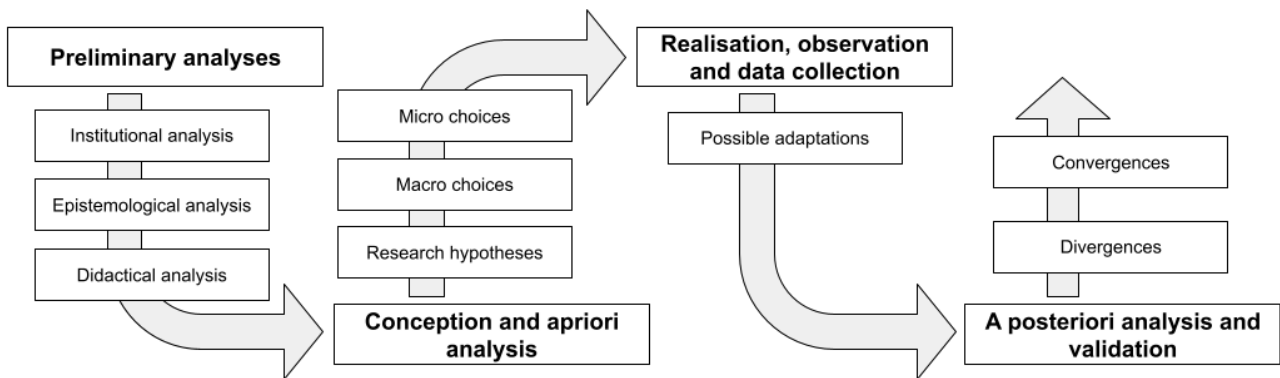 Preliminary analyses
Institutional analysis
Epistemological analysis
Didactical analysis
Conception and apriori
analysis
Research hypotheses
Macro choices
Micro choices
Realisation, observation
and data collection
Possible adaptations
A posteriori analysis and
validation
Divergences
Convergences